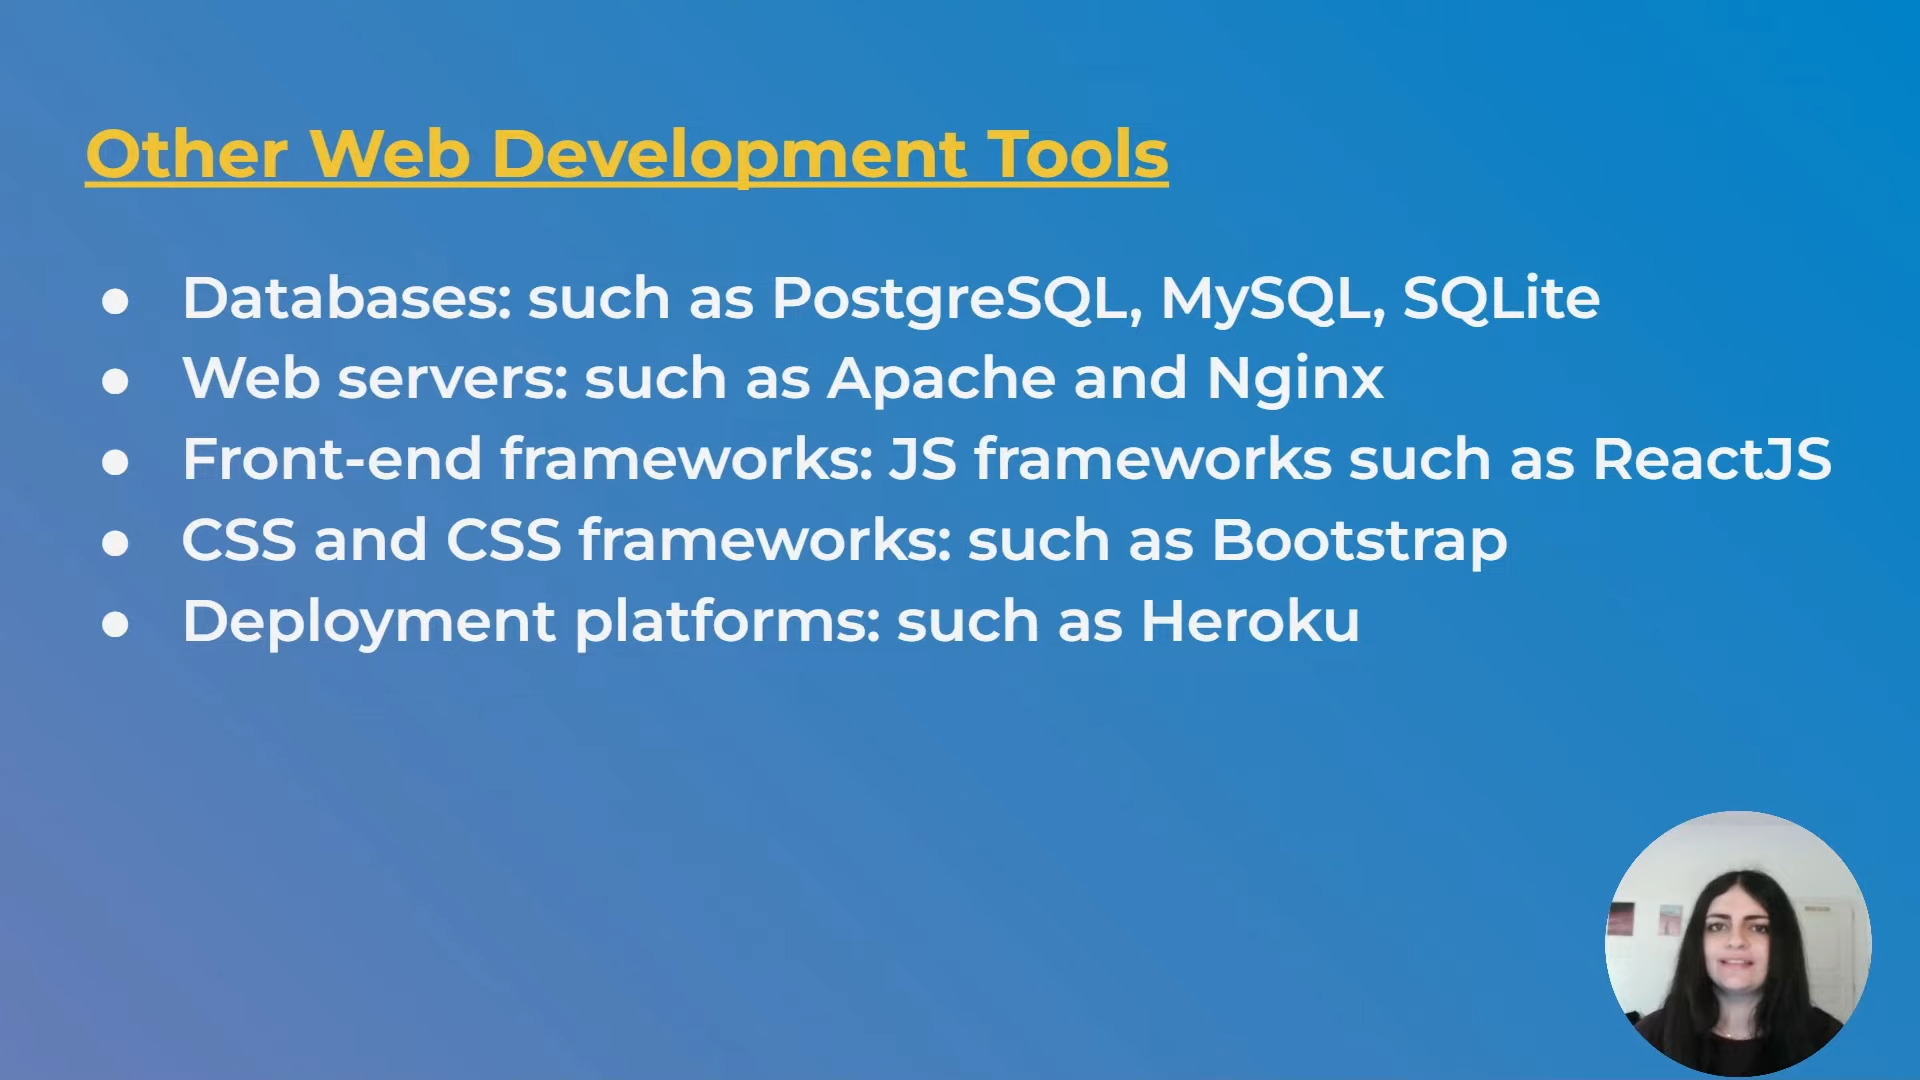 Other Web Development Tools
● Databases: such as PostgreSQL, MySQL, SQLite
● Web servers: such as Apache and Nginx
● Front-end frameworks: JS frameworks such as ReactJS
● CSS and CSS frameworks: such as Bootstrap
● Deployment platforms: such as Heroku